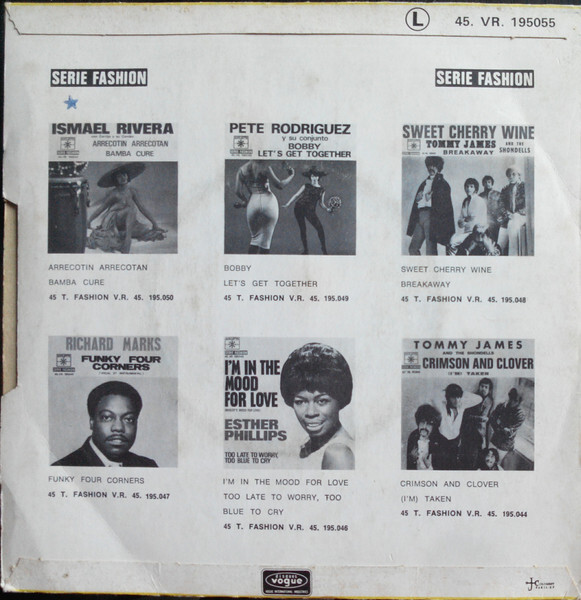 L 45. VR. 195055
SERIE FASHION SERIE FASHION
ISMAEL RIVERA
ARRECOTIN ARRECOTAN
BAMBA CURE
ARRECOTIN ARRECOTAN
BAMBA CURE
45 T. FASHION V.R. 45. 195.050
PETE RODRIGUEZ
y su conjunto
BOBBY
LET'S GET TOGETHER
BOBBY
LET'S GET TOGETHER
45 T. FASHION V.R. 45. 195.049
SWEET CHERRY WINE
TOMMY JAMES AND THE SHONDELLS
BREAKAWAY
SWEET CHERRY WINE
BREAKAWAY
45 T. FASHION V.R. 45. 195.048
RICHARD MARKS
FUNKY FOUR
CORNERS
FUNKY FOUR CORNERS
45 T. FASHION V.R. 45. 195.047
I'M IN THE
MOOD
FOR LOVE
ESTHER
PHILLIPS
TOO LATE TO WORRY,
TOO BLUE TO CRY
I'M IN THE MOOD FOR LOVE
TOO LATE TO WORRY, TOO
BLUE TO CRY
45 T. FASHION V.R. 45. 195.046
TOMMY JAMES
AND THE SHONDELLS
CRIMSON AND CLOVER
(I'M) TAKEN
CRIMSON AND CLOVER
(I'M) TAKEN
45 T. FASHION V.R. 45. 195.044
disques
vogue